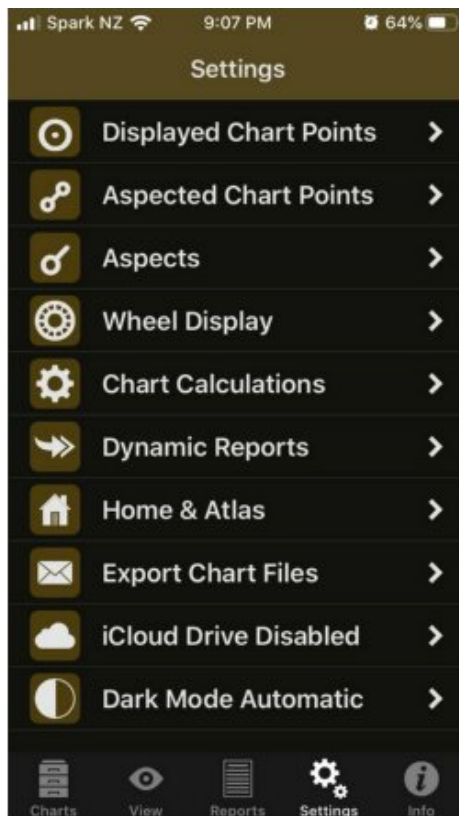 Spark NZ 9:07 PM 64%
Settings
Displayed Chart Points
Aspected Chart Points
Aspects
Wheel Display
Chart Calculations
Dynamic Reports
Home & Atlas
Export Chart Files
iCloud Drive Disabled
Dark Mode Automatic
Charts View Reports Settings Info